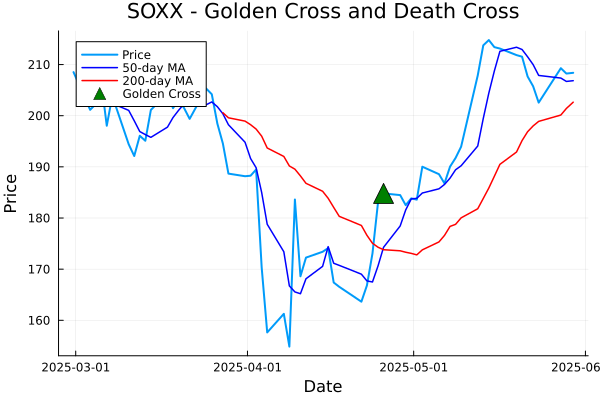 SOXX - Golden Cross and Death Cross
Price
50-day MA
200-day MA
Golden Cross
210
200
190
180
170
160
Price
2025-03-01
2025-04-01
2025-05-01
2025-06
Date